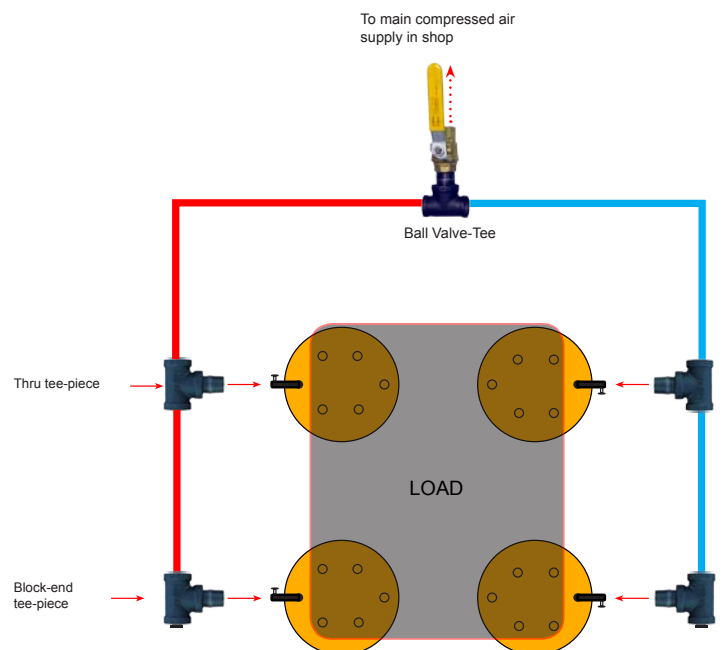 To main compressed air
supply in shop
Ball Valve-Tee
Thru tee-piece
LOAD
Block-end
tee-piece